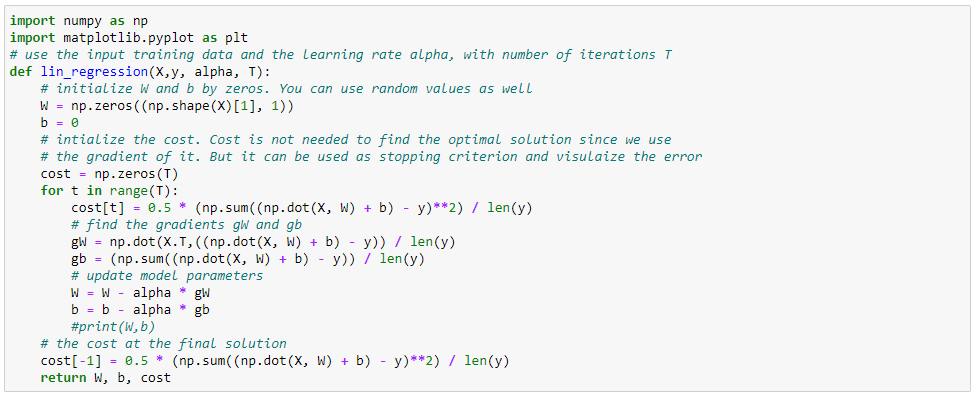 import numpy as np
import matplotlib.pyplot as plt
# use the input training data and the learning rate alpha, with number of iterations T
def lin_regression(X,y, alpha, T):
    # initialize W and b by zeros. You can use random values as well
    W = np.zeros((np.shape(X)[1], 1))
    b = 0
    # intialize the cost. Cost is not needed to find the optimal solution since we use
    # the gradient of it. But it can be used as stopping criterion and visulaize the error
    cost = np.zeros(T)
    for t in range(T):
        cost[t] = 0.5 * (np.sum((np.dot(X, W) + b) - y)**2) / len(y)
        # find the gradients gW and gb
        gW = np.dot(X.T,((np.dot(X, W) + b) - y)) / len(y)
        gb = (np.sum((np.dot(X, W) + b) - y)) / len(y)
        # update model parameters
        W = W - alpha * gW
        b = b - alpha * gb
        #print(W,b)
    # the cost at the final solution
    cost[-1] = 0.5 * (np.sum((np.dot(X, W) + b) - y)**2) / len(y)
    return W, b, cost